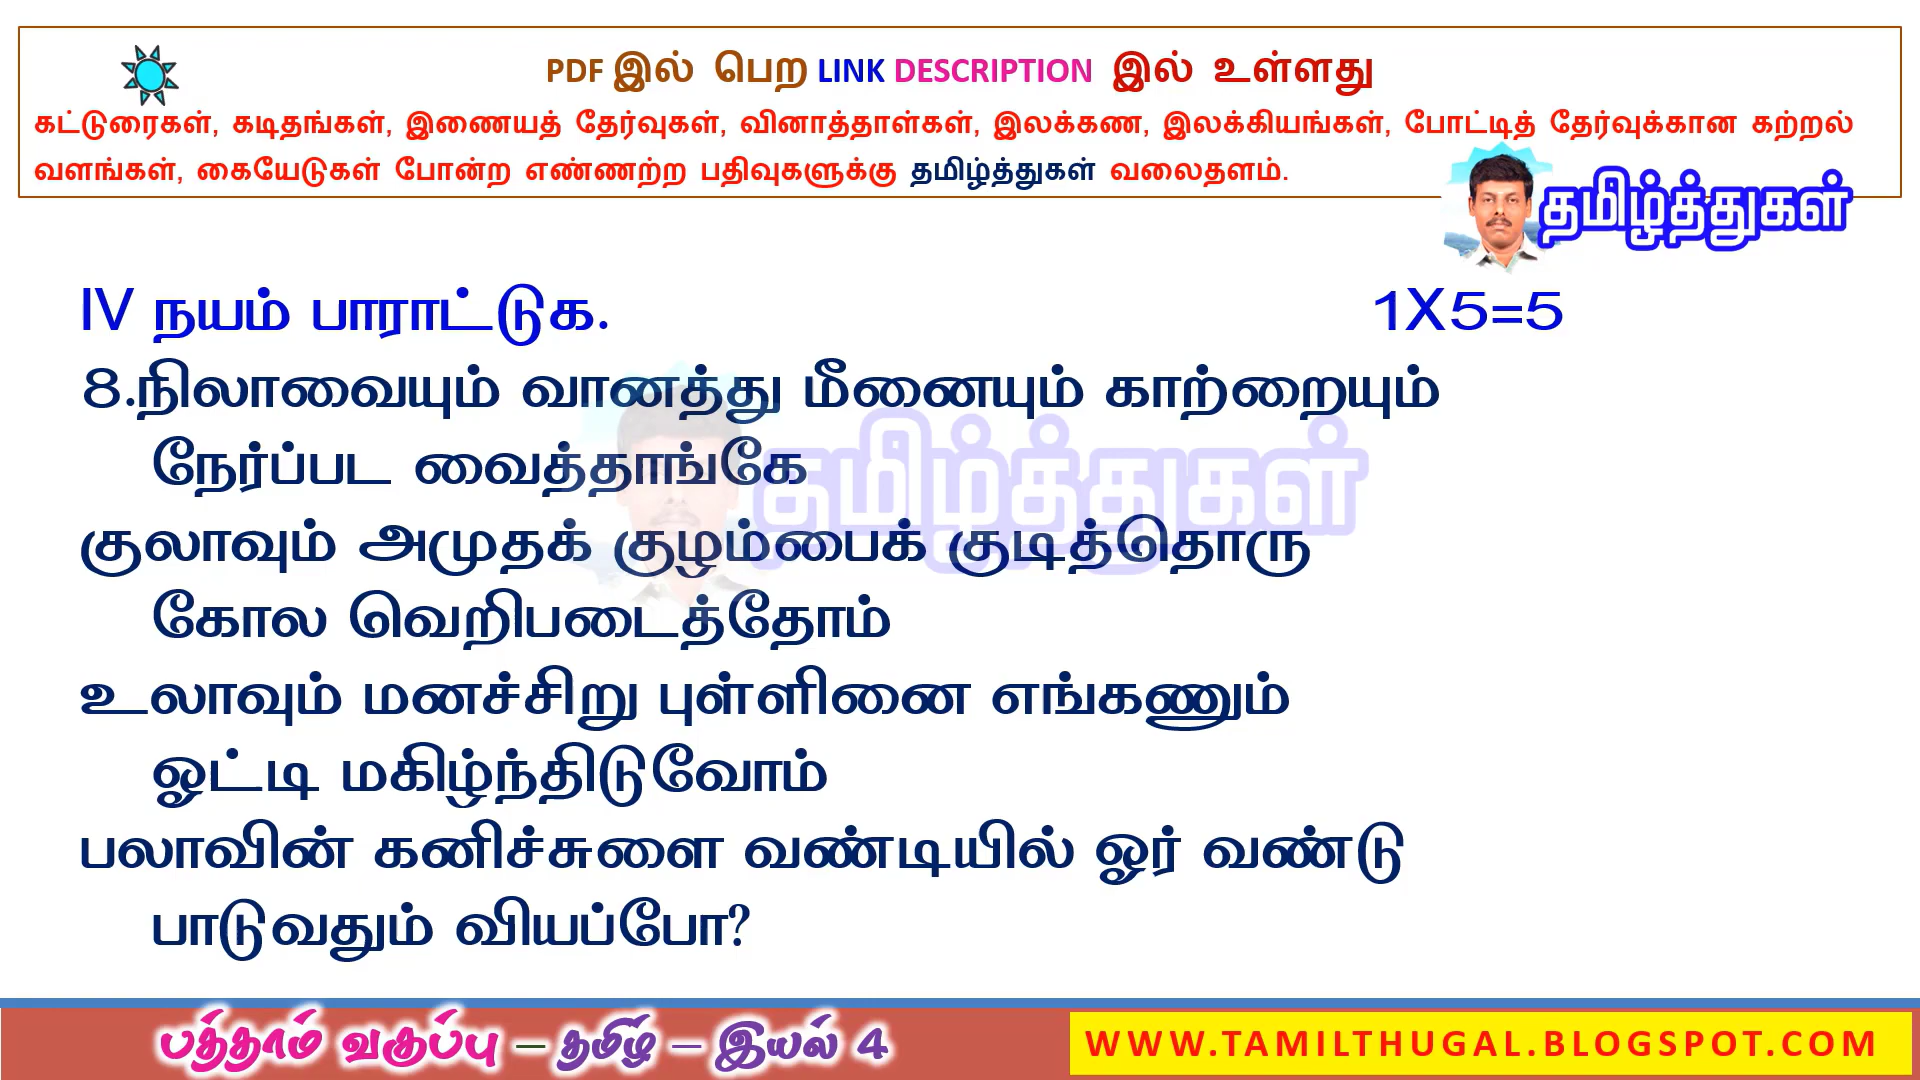 PDF இல் பெற LINK DESCRIPTION இல் உள்ளது
கட்டுரைகள், கடிதங்கள், இணையத் தேர்வுகள், வினாத்தாள்கள், இலக்கண, இலக்கியங்கள், போட்டித் தேர்வுக்கான கற்றல்
வளங்கள், கையேடுகள் போன்ற எண்ணற்ற பதிவுகளுக்கு தமிழ்த்துகள் வலைதளம்.
தமிழ்த்துகள்
IV நயம் பாராட்டுக. 1X5=5
8.நிலாவையும் வானத்து மீனையும் காற்றையும்
நேர்ப்பட வைத்தாங்கே
தமிழ்த்துகள்
குலாவும் அமுதக் குழம்பைக் குடித்தொரு
கோல வெறிபடைத்தோம்
உலாவும் மனச்சிறு புள்ளினை எங்கணும்
ஓட்டி மகிழ்ந்திடுவோம்
பலாவின் கனிச்சுளை வண்டியில் ஓர் வண்டு
பாடுவதும் வியப்போ?
பத்தாம் வகுப்பு – தமிழ் – இயல் 4
WWW.TAMILTHUGAL.BLOGSPOT.COM